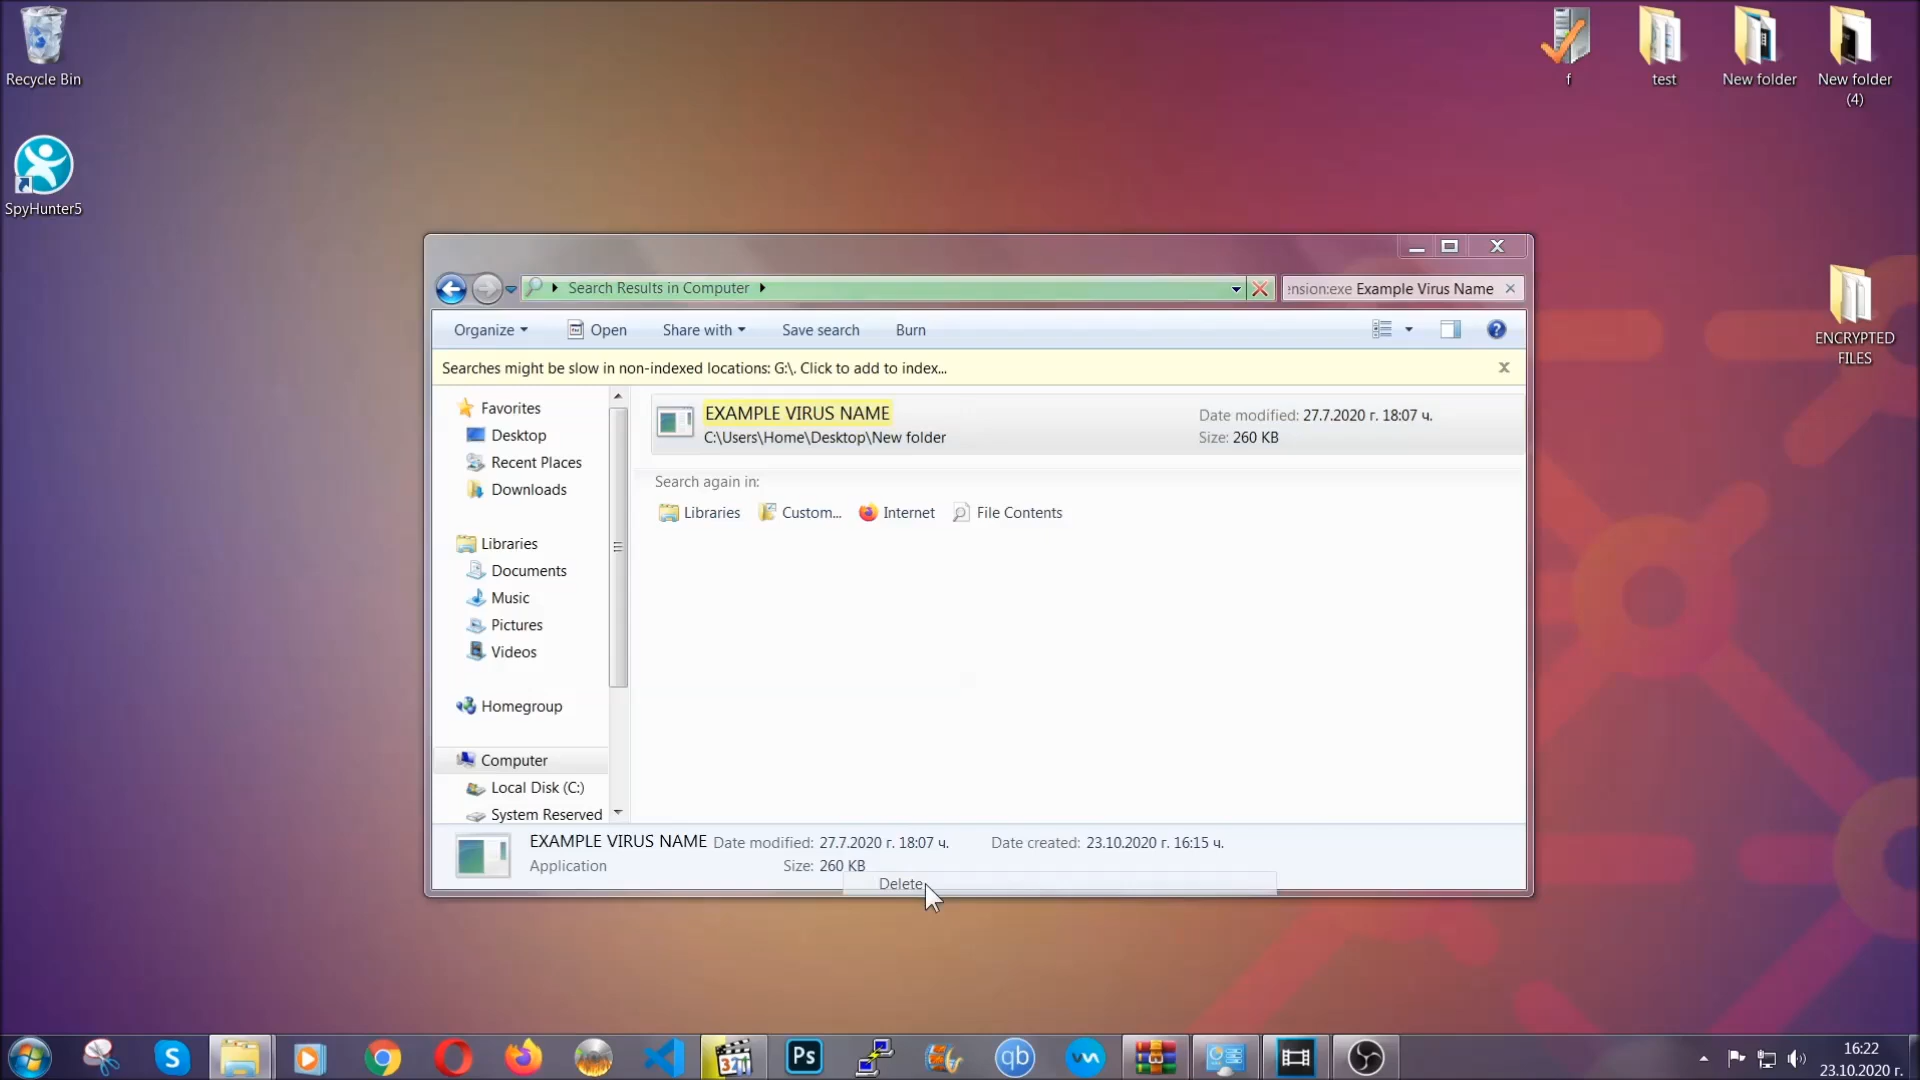 Recycle Bin
SpyHunter5
f
test
New folder
New folder
(4)
ENCRYPTED
FILES
Search Results in Computer
ension:exe Example Virus Name
Organize
Open
Share with
Save search
Burn
Searches might be slow in non-indexed locations: G:\. Click to add to index...
Favorites
Desktop
Recent Places
Downloads
Libraries
Documents
Music
Pictures
Videos
Homegroup
Computer
Local Disk (C:)
System Reserved
EXAMPLE VIRUS NAME
C:\Users\Home\Desktop\New folder
Date modified: 27.7.2020 г. 18:07 ч.
Size: 260 KB
Search again in:
Libraries
Custom...
Internet
File Contents
EXAMPLE VIRUS NAME Date modified: 27.7.2020 г. 18:07 ч. Date created: 23.10.2020 г. 16:15 ч.
Application Size: 260 KB
Delete
S
321
Ps
qb
16:22
23.10.2020 г.